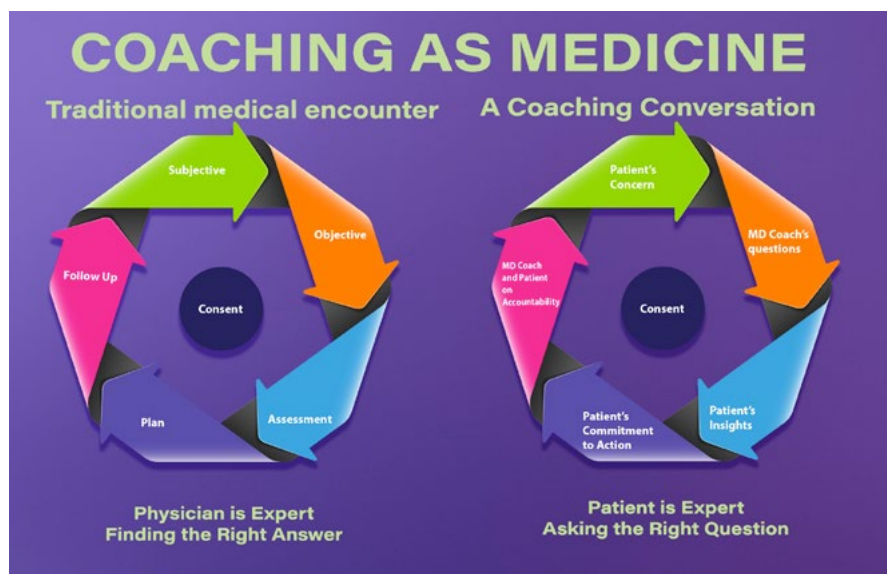 COACHING AS MEDICINE
Traditional medical encounter
Subjective
Objective
Assessment
Plan
Follow Up
Consent
Physician is Expert
Finding the Right Answer
A Coaching Conversation
Patient's
Concern
MD Coach's
questions
Patient's
Insights
Patient's
Commitment
to Action
MD Coach
and Patient
on
Accountability
Consent
Patient is Expert
Asking the Right Question